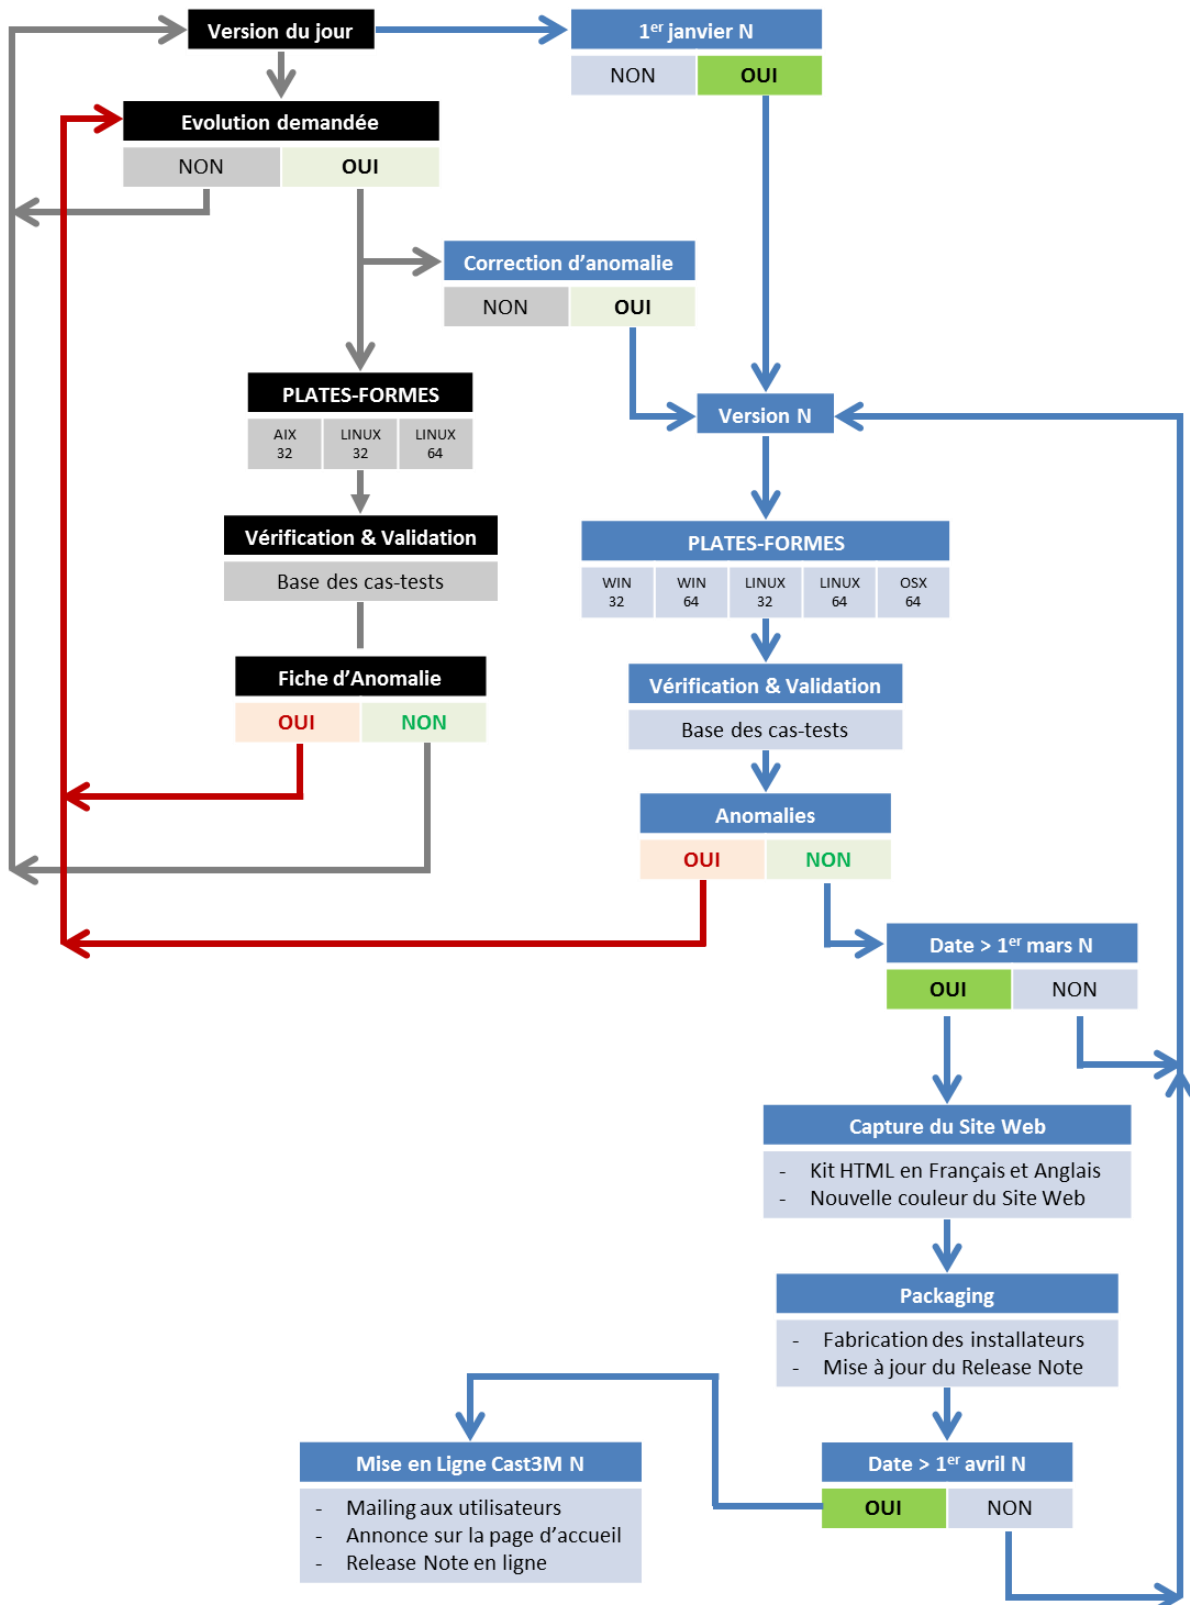 Version du jour
1er janvier N
NON
OUI
Evolution demandée
NON
OUI
Correction d’anomalie
NON
OUI
PLATES-FORMES
AIX
32
LINUX
32
LINUX
64
Version N
Vérification & Validation
Base des cas-tests
PLATES-FORMES
WIN
32
WIN
64
LINUX
32
LINUX
64
OSX
64
Fiche d’Anomalie
OUI
NON
Vérification & Validation
Base des cas-tests
Anomalies
OUI
NON
Date > 1er mars N
OUI
NON
Capture du Site Web
- Kit HTML en Français et Anglais
- Nouvelle couleur du Site Web
Packaging
- Fabrication des installateurs
- Mise à jour du Release Note
Mise en Ligne Cast3M N
- Mailing aux utilisateurs
- Annonce sur la page d’accueil
- Release Note en ligne
Date > 1er avril N
OUI
NON